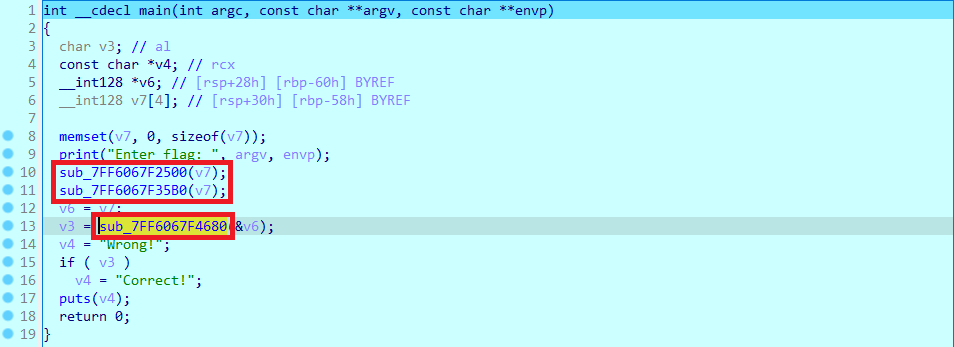 1 int __cdecl main(int argc, const char **argv, const char **envp)
2 {
3 char v3; // al
4 const char *v4; // rcx
5 __int128 *v6; // [rsp+28h] [rbp-60h] BYREF
6 __int128 v7[4]; // [rsp+30h] [rbp-58h] BYREF
7
8 memset(v7, 0, sizeof(v7));
9 print("Enter flag: ", argv, envp);
10 sub_7FF6067F2500(v7);
11 sub_7FF6067F35B0(v7);
12 v6 = v7;
13 v3 = sub_7FF6067F4680(&v6);
14 v4 = "Wrong!";
15 if ( v3 )
16 v4 = "Correct!";
17 puts(v4);
18 return 0;
19 }